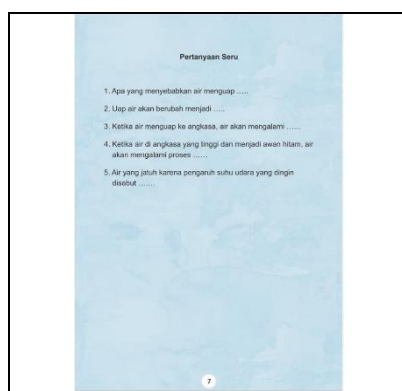 Pertanyaan Seru
1. Apa yang menyebabkan air menguap .....
2. Uap air akan berubah menjadi .....
3. Ketika air menguap ke angkasa, air akan mengalami ......
4. Ketika air di angkasa yang tinggi dan menjadi awan hitam, air
akan mengalami proses ......
5. Air yang jatuh karena pengaruh suhu udara yang dingin
disebut .......
7